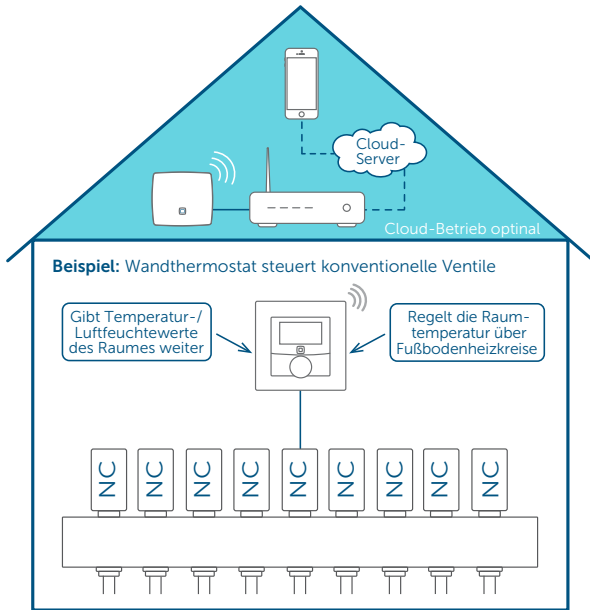 Cloud-
Server
Cloud-Betrieb optinal
Beispiel: Wandthermostat steuert konventionelle Ventile
Gibt Temperatur-/
Luftfeuchtewerte
des Raumes weiter
Regelt die Raum-
temperatur über
Fußbodenheizkreise
NC
NC
NC
NC
NC
NC
NC
NC
NC